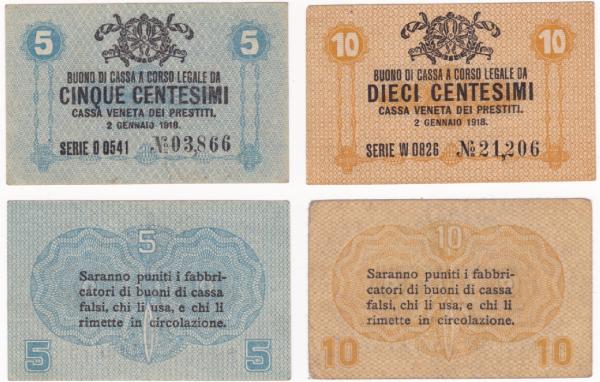 5 5
BUONO DI CASSA A CORSO LEGALE DA
CINQUE CENTESIMI
CASSA VENETA DEI PRESTITI.
2 GENNAIO 1918.
SERIE O 0541 № 03,866
10 10
BUONO DI CASSA A CORSO LEGALE DA
DIECI CENTESIMI
CASSA VENETA DEI PRESTITI.
2 GENNAIO 1918.
SERIE W 0826 № 21,206
5
Saranno puniti i fabbri-
catori di buoni di cassa
falsi, chi li usa, e chi li
rimette in circolazione.
5 5
10
Saranno puniti i fabbri-
catori di buoni di cassa
falsi, chi li usa, e chi li
rimette in circolazione.
10 10